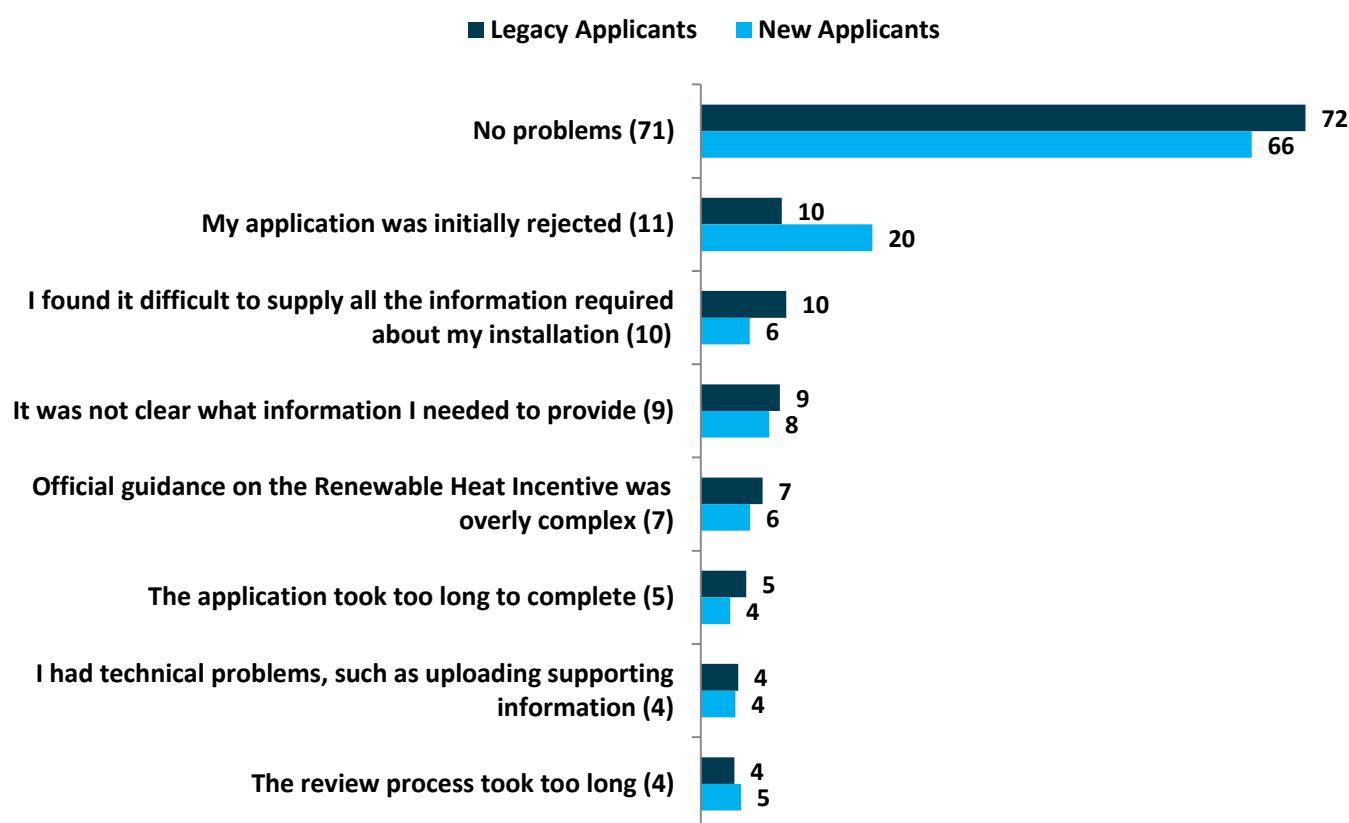 Legacy Applicants New Applicants
No problems (71)
72
66
My application was initially rejected (11)
10
20
I found it difficult to supply all the information required
about my installation (10)
10
6
It was not clear what information I needed to provide (9)
9
8
Official guidance on the Renewable Heat Incentive was
overly complex (7)
7
6
The application took too long to complete (5)
5
4
I had technical problems, such as uploading supporting
information (4)
4
4
The review process took too long (4)
4
5